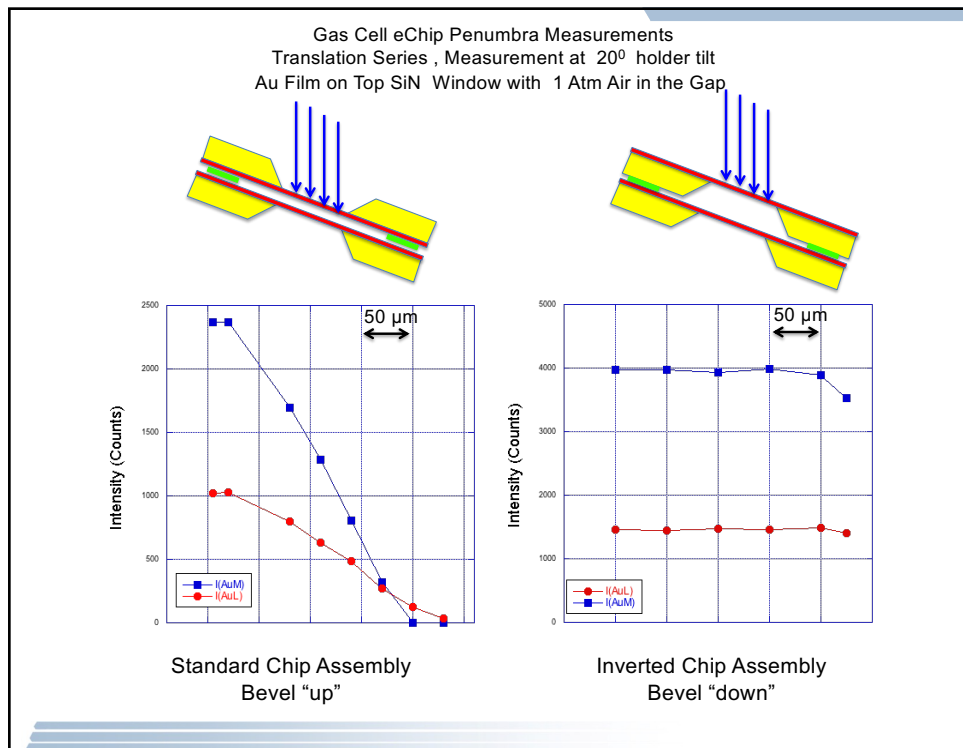 Gas Cell eChip Penumbra Measurements
Translation Series , Measurement at 20⁰ holder tilt
Au Film on Top SiN Window with 1 Atm Air in the Gap
2500
2000
1500
1000
500
0
Intensity (Counts)
50 µm
I(AuM)
I(AuL)
5000
4000
3000
2000
1000
0
Intensity (Counts)
50 µm
I(AuL)
I(AuM)
Standard Chip Assembly
Bevel “up”
Inverted Chip Assembly
Bevel “down”